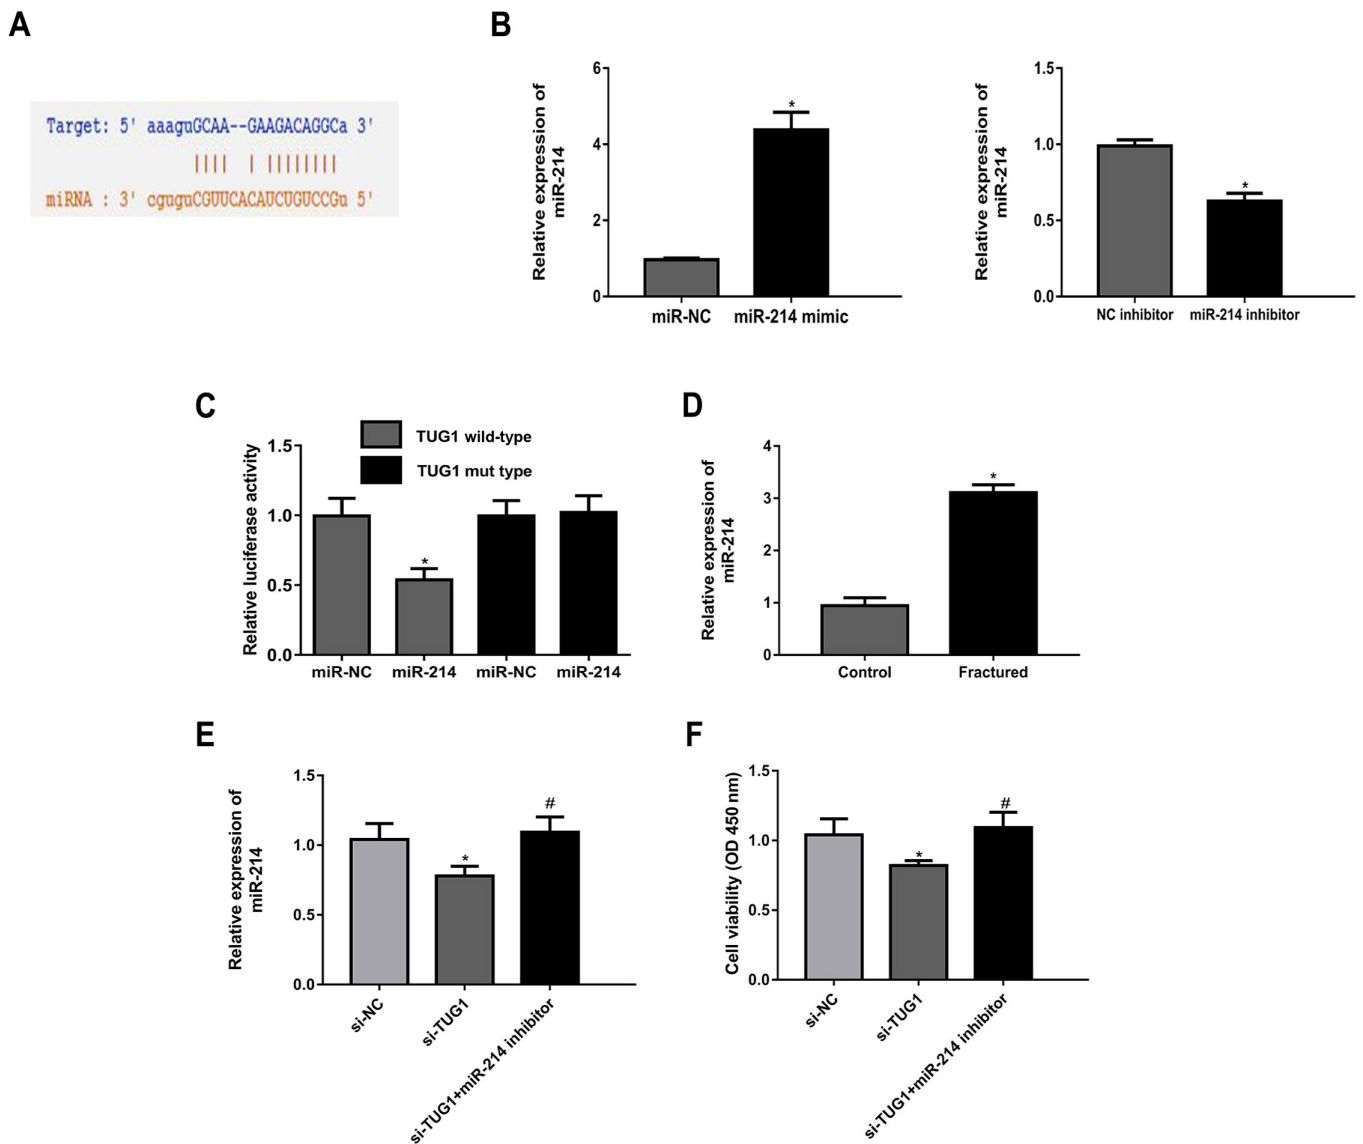 A
Target: 5' aaaguGCAA--GAAGACAGGCa 3'
|||| | ||||||||
miRNA : 3' cguguCGUUCACAUCUGUCCGu 5'
B
Relative expression of
miR-214
6
4
2
0
*
miR-NC miR-214 mimic
Relative expression of
miR-214
1.5
1.0
0.5
0.0
*
NC inhibitor miR-214 inhibitor
C
TUG1 wild-type
TUG1 mut type
Relative luciferase activity
1.5
1.0
0.5
0.0
*
miR-NC miR-214 miR-NC miR-214
D
Relative expression of
miR-214
4
3
2
1
0
*
Control Fractured
E
Relative expression of
miR-214
1.5
1.0
0.5
0.0
*
#
si-NC
si-TUG1
si-TUG1+miR-214 inhibitor
F
Cell viability (OD 450 nm)
1.5
1.0
0.5
0.0
*
#
si-NC
si-TUG1
si-TUG1+miR-214 inhibitor